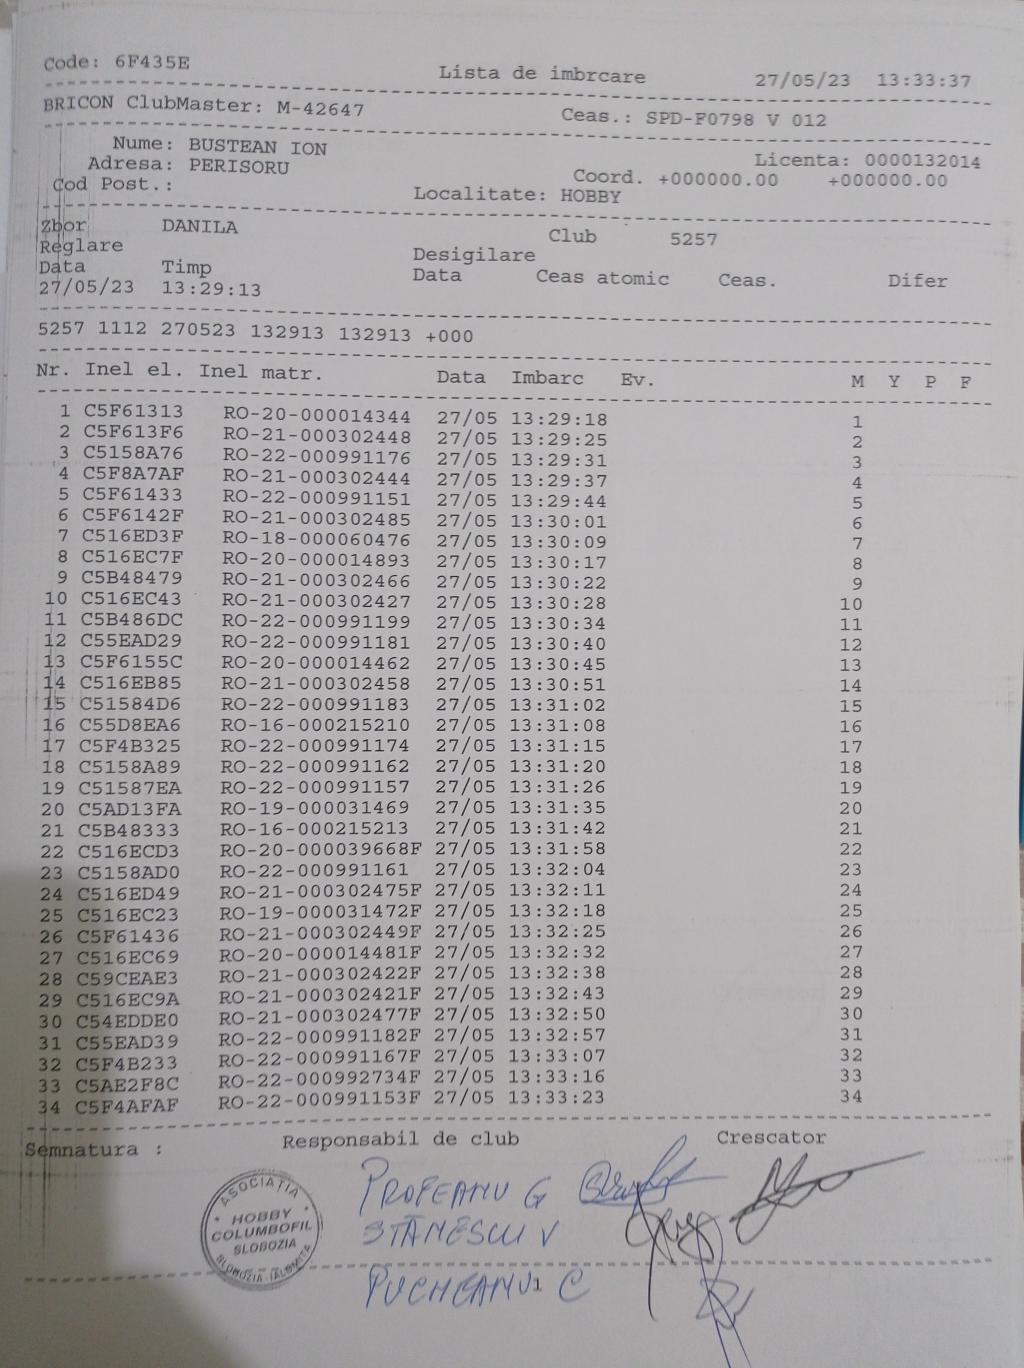 Code: 6F435E Lista de imbrcare 27/05/23 13:33:37
BRICON ClubMaster: M-42647 Ceas.: SPD-F0798 V 012
Nume: BUSTEAN ION
Adresa: PERISORU Licenta: 0000132014
Cod Post.: Coord. +000000.00 +000000.00
Localitate: HOBBY
Zbor DANILA Club 5257
Reglare Desigilare
Data Timp Data Ceas atomic Ceas. Difer
27/05/23 13:29:13
5257 1112 270523 132913 132913 +000
Nr. Inel el. Inel matr. Data Imbarc Ev. M Y P F
1 C5F61313 RO-20-000014344 27/05 13:29:18 1
2 C5F613F6 RO-21-000302448 27/05 13:29:25 2
3 C5158A76 RO-22-000991176 27/05 13:29:31 3
4 C5F8A7AF RO-21-000302444 27/05 13:29:37 4
5 C5F61433 RO-22-000991151 27/05 13:29:44 5
6 C5F6142F RO-21-000302485 27/05 13:30:01 6
7 C516ED3F RO-18-000060476 27/05 13:30:09 7
8 C516EC7F RO-20-000014893 27/05 13:30:17 8
9 C5B48479 RO-21-000302466 27/05 13:30:22 9
10 C516EC43 RO-21-000302427 27/05 13:30:28 10
11 C5B486DC RO-22-000991199 27/05 13:30:34 11
12 C55EAD29 RO-22-000991181 27/05 13:30:40 12
13 C5F6155C RO-20-000014462 27/05 13:30:45 13
14 C516EB85 RO-21-000302458 27/05 13:30:51 14
15 C51584D6 RO-22-000991183 27/05 13:31:02 15
16 C55D8EA6 RO-16-000215210 27/05 13:31:08 16
17 C5F4B325 RO-22-000991174 27/05 13:31:15 17
18 C5158A89 RO-22-000991162 27/05 13:31:20 18
19 C51587EA RO-22-000991157 27/05 13:31:26 19
20 C5AD13FA RO-19-000031469 27/05 13:31:35 20
21 C5B48333 RO-16-000215213 27/05 13:31:42 21
22 C516ECD3 RO-20-000039668F 27/05 13:31:58 22
23 C5158AD0 RO-22-000991161 27/05 13:32:04 23
24 C516ED49 RO-21-000302475F 27/05 13:32:11 24
25 C516EC23 RO-19-000031472F 27/05 13:32:18 25
26 C5F61436 RO-21-000302449F 27/05 13:32:25 26
27 C516EC69 RO-20-000014481F 27/05 13:32:32 27
28 C59CEAE3 RO-21-000302422F 27/05 13:32:38 28
29 C516EC9A RO-21-000302421F 27/05 13:32:43 29
30 C54EDDE0 RO-21-000302477F 27/05 13:32:50 30
31 C55EAD39 RO-22-000991182F 27/05 13:32:57 31
32 C5F4B233 RO-22-000991167F 27/05 13:33:07 32
33 C5AE2F8C RO-22-000992734F 27/05 13:33:16 33
34 C5F4AFAF RO-22-000991153F 27/05 13:33:23 34
Semnatura : Responsabil de club Crescator
ASOCIAȚIA
HOBBY
COLUMBOFIL
SLOBOZIA
SLOBOZIA-IALOMIȚA
PROFEANU G
STĂNESCU V
PUCHEANU C
1